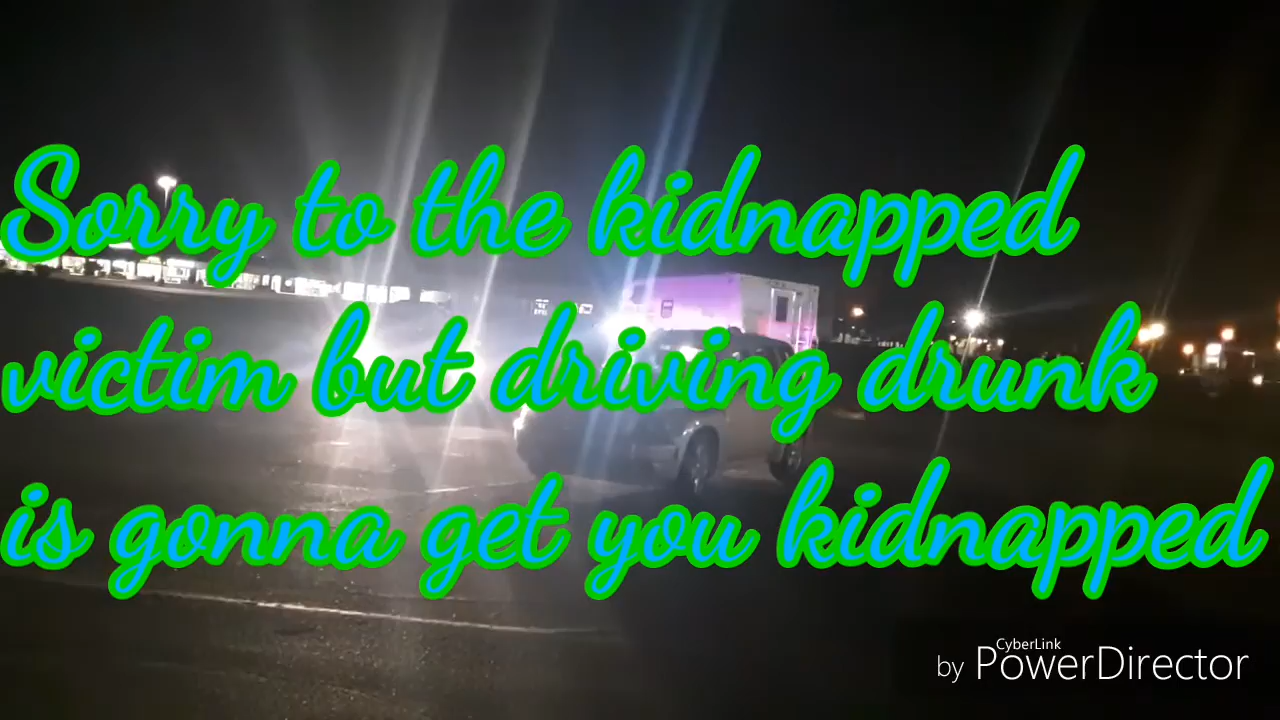 Sorry to the kidnapped
victim but driving drunk
is gonna get you kidnapped
CyberLink
by PowerDirector